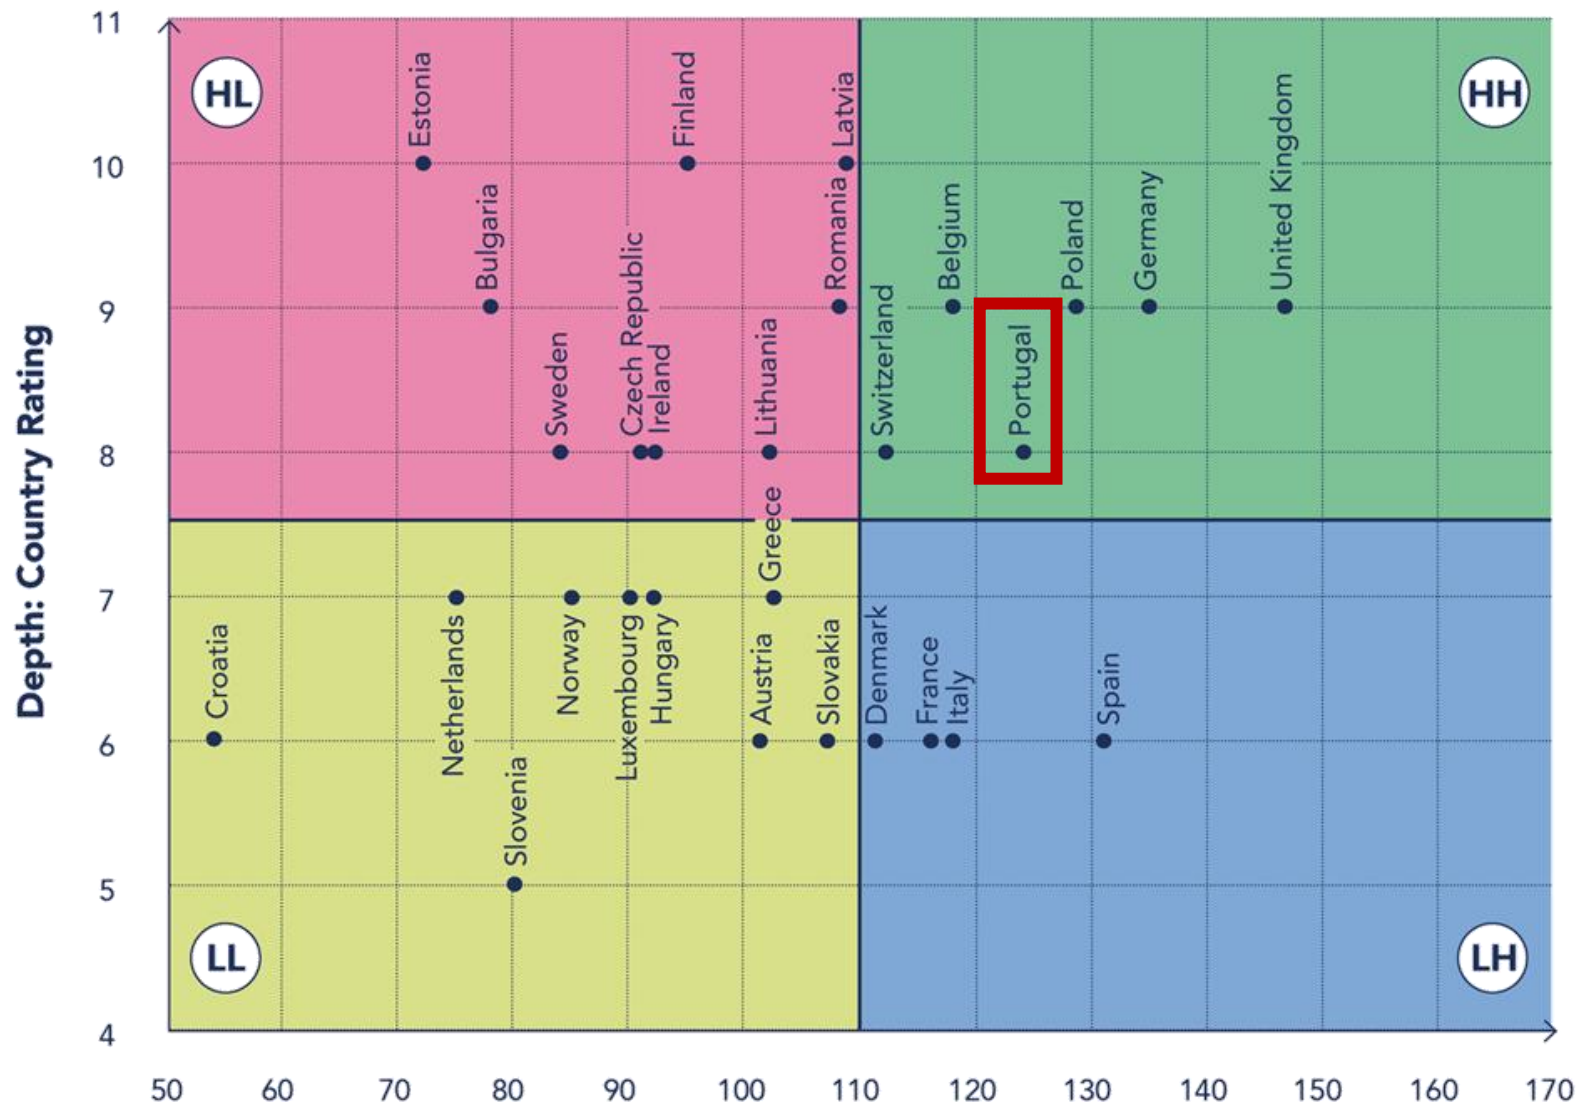 Depth: Country Rating
11
10
9
8
7
6
5
4
HL
HH
LL
LH
Estonia
Finland
Latvia
Bulgaria
Romania
Belgium
Poland
Germany
United Kingdom
Sweden
Czech Republic
Ireland
Lithuania
Switzerland
Portugal
Croatia
Netherlands
Norway
Luxembourg
Hungary
Greece
Slovenia
Austria
Slovakia
Denmark
France
Italy
Spain
50 60 70 80 90 100 110 120 130 140 150 160 170